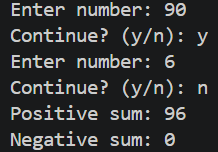 Enter number: 90
Continue? (y/n): y
Enter number: 6
Continue? (y/n): n
Positive sum: 96
Negative sum: 0